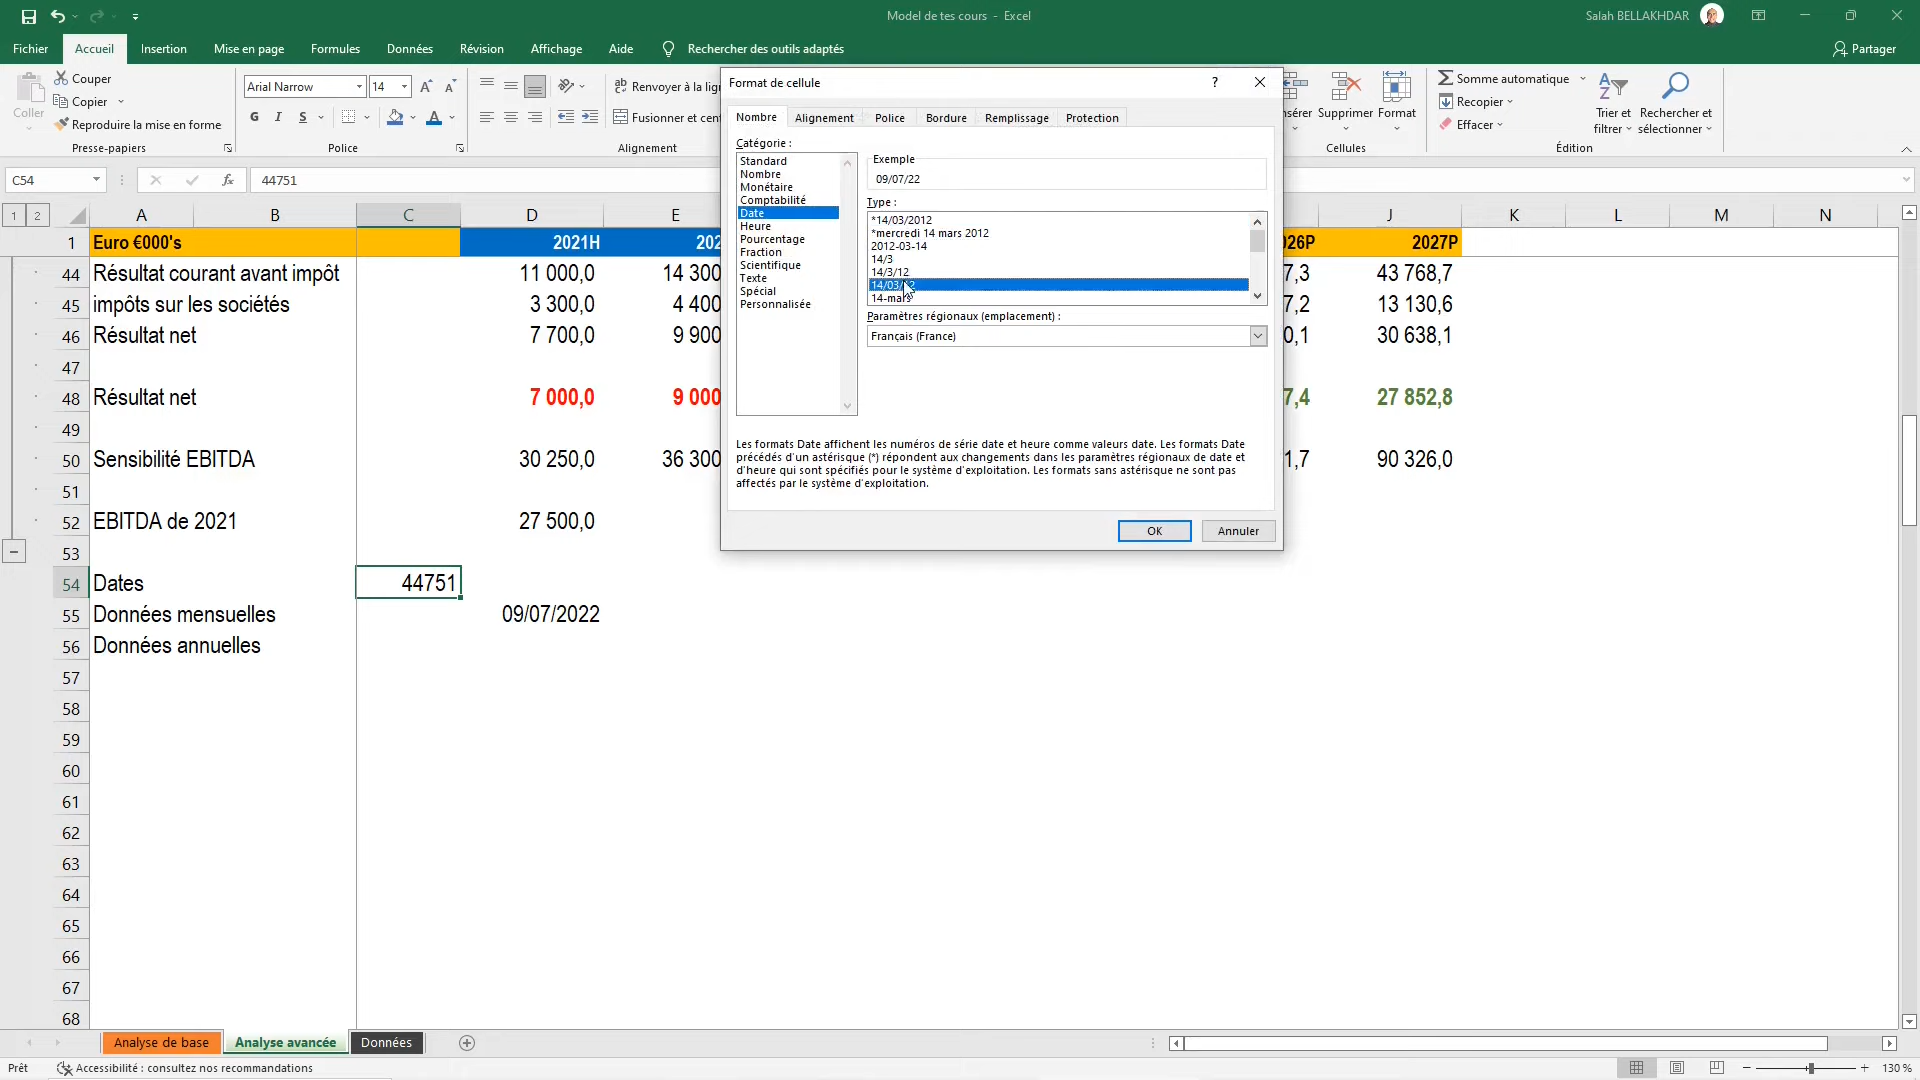 Model de tes cours - Excel
Salah BELLAKHDAR
Fichier Accueil Insertion Mise en page Formules Données Révision Affichage Aide Rechercher des outils adaptés
Partager
Coller
Couper
Copier
Reproduire la mise en forme
Presse-papiers
Arial Narrow 14
G I S
Police
Renvoyer à la lig
Fusionner et cent
Alignement
Supprimer
Format
Cellules
Somme automatique
Recopier
Effacer
Trier et filtrer
Rechercher et sélectionner
Édition
C54
fx
44751
Format de cellule
Nombre Alignement Police Bordure Remplissage Protection
Catégorie :
Standard
Nombre
Monétaire
Comptabilité
Date
Heure
Pourcentage
Fraction
Scientifique
Texte
Spécial
Personnalisée
Exemple
09/07/22
Type :
*14/03/2012
*mercredi 14 mars 2012
2012-03-14
14/3
14/3/12
14/03/12
14-mars
Paramètres régionaux (emplacement) :
Français (France)
Les formats Date affichent les numéros de série date et heure comme valeurs date. Les formats Date
précédés d'un astérisque (*) répondent aux changements dans les paramètres régionaux de date et
d'heure qui sont spécifiés pour le système d'exploitation. Les formats sans astérisque ne sont pas
affectés par le système d'exploitation.
OK Annuler
1 2 A B C D E J K L M N
1 Euro €000's 2021H 202 026P 2027P
44 Résultat courant avant impôt 11 000,0 14 300 7,3 43 768,7
45 impôts sur les sociétés 3 300,0 4 400 7,2 13 130,6
46 Résultat net 7 700,0 9 900 0,1 30 638,1
47
48 Résultat net 7 000,0 9 000 7,4 27 852,8
49
50 Sensibilité EBITDA 30 250,0 36 300 1,7 90 326,0
51
52 EBITDA de 2021 27 500,0
53
54 Dates 44751
55 Données mensuelles 09/07/2022
56 Données annuelles
57
58
59
60
61
62
63
64
65
66
67
68
Analyse de base Analyse avancée Données
Prêt Accessibilité : consultez nos recommandations
130 %